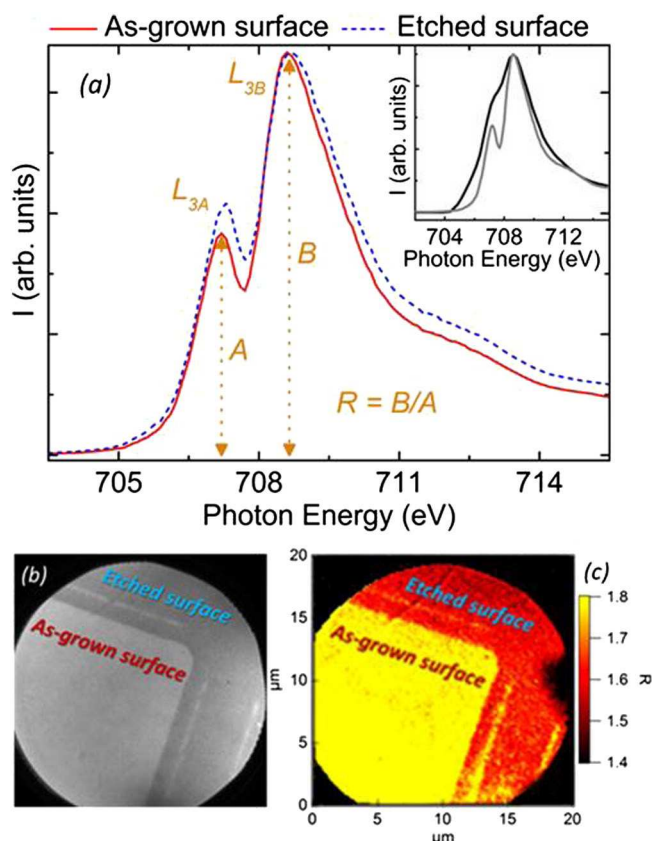 As-grown surface Etched surface
(a)
L3B
L3A
A
B
R = B/A
I (arb. units)
705 708 711 714
Photon Energy (eV)
I (arb. units)
704 708 712
Photon Energy (eV)
(b)
Etched surface
As-grown surface
(c)
Etched surface
As-grown surface
20
15
10
5
0
µm
0 5 10 15 20
µm
1.8
1.7
1.6
1.5
1.4
R